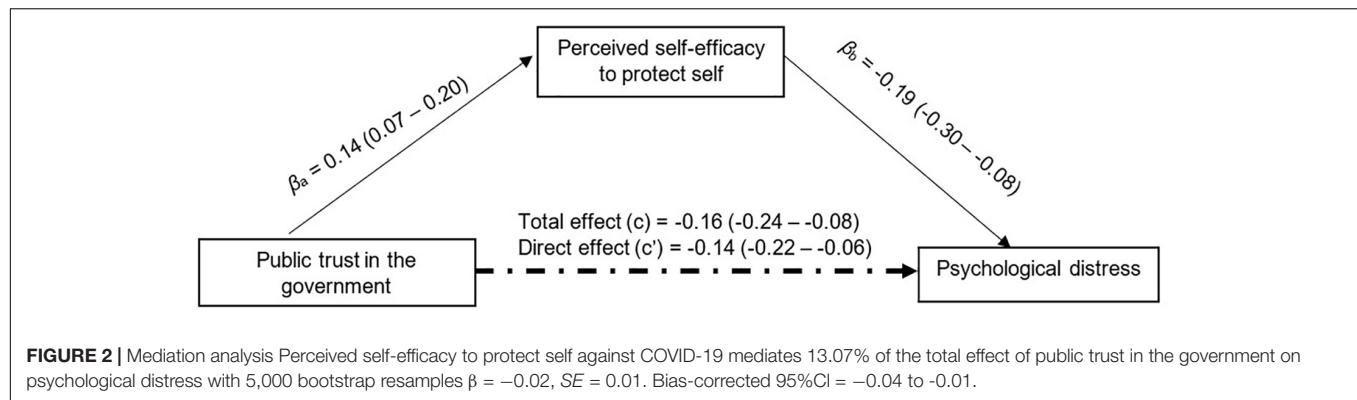 Perceived self-efficacy
to protect self
βa = 0.14 (0.07 – 0.20)
βb = -0.19 (-0.30 – -0.08)
Total effect (c) = -0.16 (-0.24 – -0.08)
Direct effect (c') = -0.14 (-0.22 – -0.06)
Public trust in the
government
Psychological distress
FIGURE 2 | Mediation analysis Perceived self-efficacy to protect self against COVID-19 mediates 13.07% of the total effect of public trust in the government on
psychological distress with 5,000 bootstrap resamples β = −0.02, SE = 0.01. Bias-corrected 95%CI = −0.04 to -0.01.